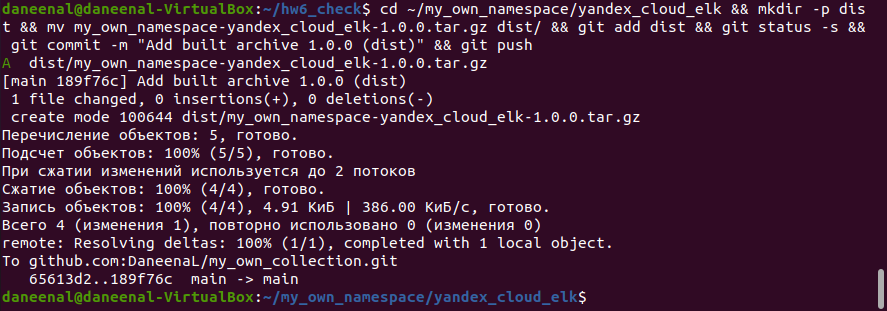 daneenal@daneenal-VirtualBox:~/hw6_check$ cd ~/my_own_namespace/yandex_cloud_elk && mkdir -p dis
t && mv my_own_namespace-yandex_cloud_elk-1.0.0.tar.gz dist/ && git add dist && git status -s &&
 git commit -m "Add built archive 1.0.0 (dist)" && git push
A  dist/my_own_namespace-yandex_cloud_elk-1.0.0.tar.gz
[main 189f76c] Add built archive 1.0.0 (dist)
 1 file changed, 0 insertions(+), 0 deletions(-)
 create mode 100644 dist/my_own_namespace-yandex_cloud_elk-1.0.0.tar.gz
Перечисление объектов: 5, готово.
Подсчет объектов: 100% (5/5), готово.
При сжатии изменений используется до 2 потоков
Сжатие объектов: 100% (4/4), готово.
Запись объектов: 100% (4/4), 4.91 КиБ | 386.00 КиБ/с, готово.
Всего 4 (изменения 1), повторно использовано 0 (изменения 0)
remote: Resolving deltas: 100% (1/1), completed with 1 local object.
To github.com:DaneenaL/my_own_collection.git
   65613d2..189f76c  main -> main
daneenal@daneenal-VirtualBox:~/my_own_namespace/yandex_cloud_elk$